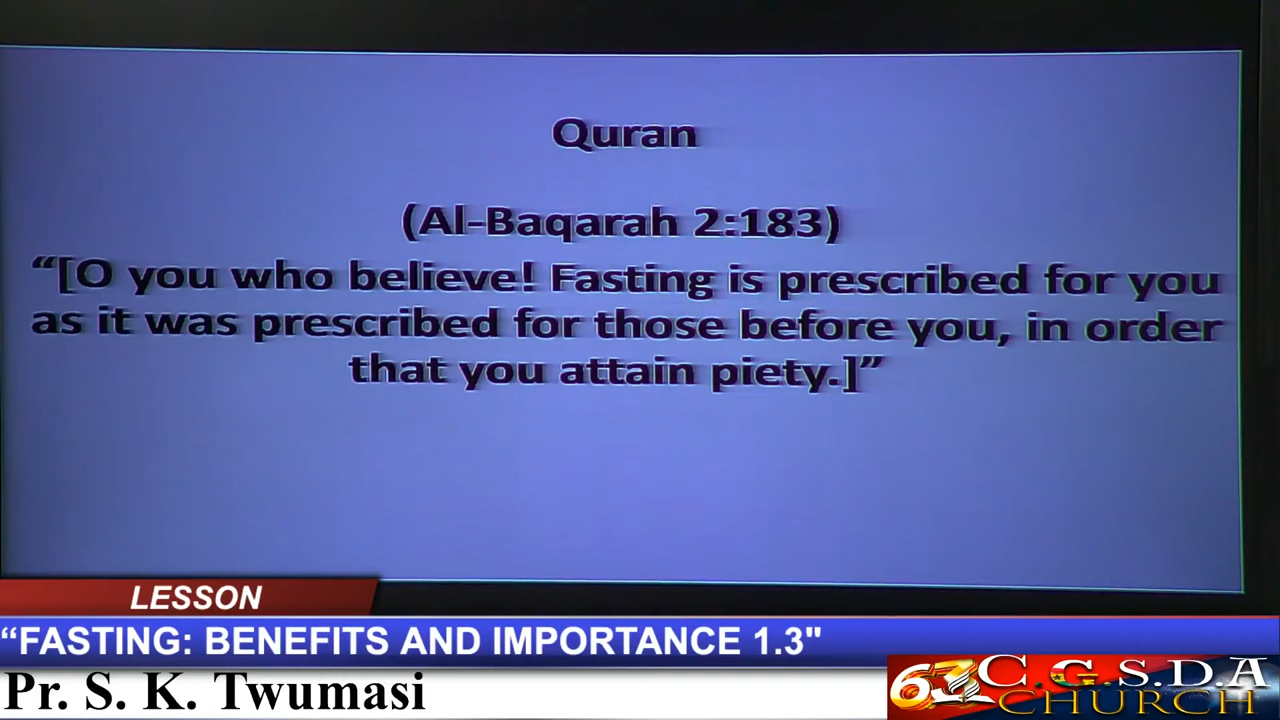 Quran
(Al-Baqarah 2:183)
“[O you who believe! Fasting is prescribed for you
as it was prescribed for those before you, in order
that you attain piety.]”
LESSON
“FASTING: BENEFITS AND IMPORTANCE 1.3"
Pr. S. K. Twumasi
C.G.S.D.A
CHURCH